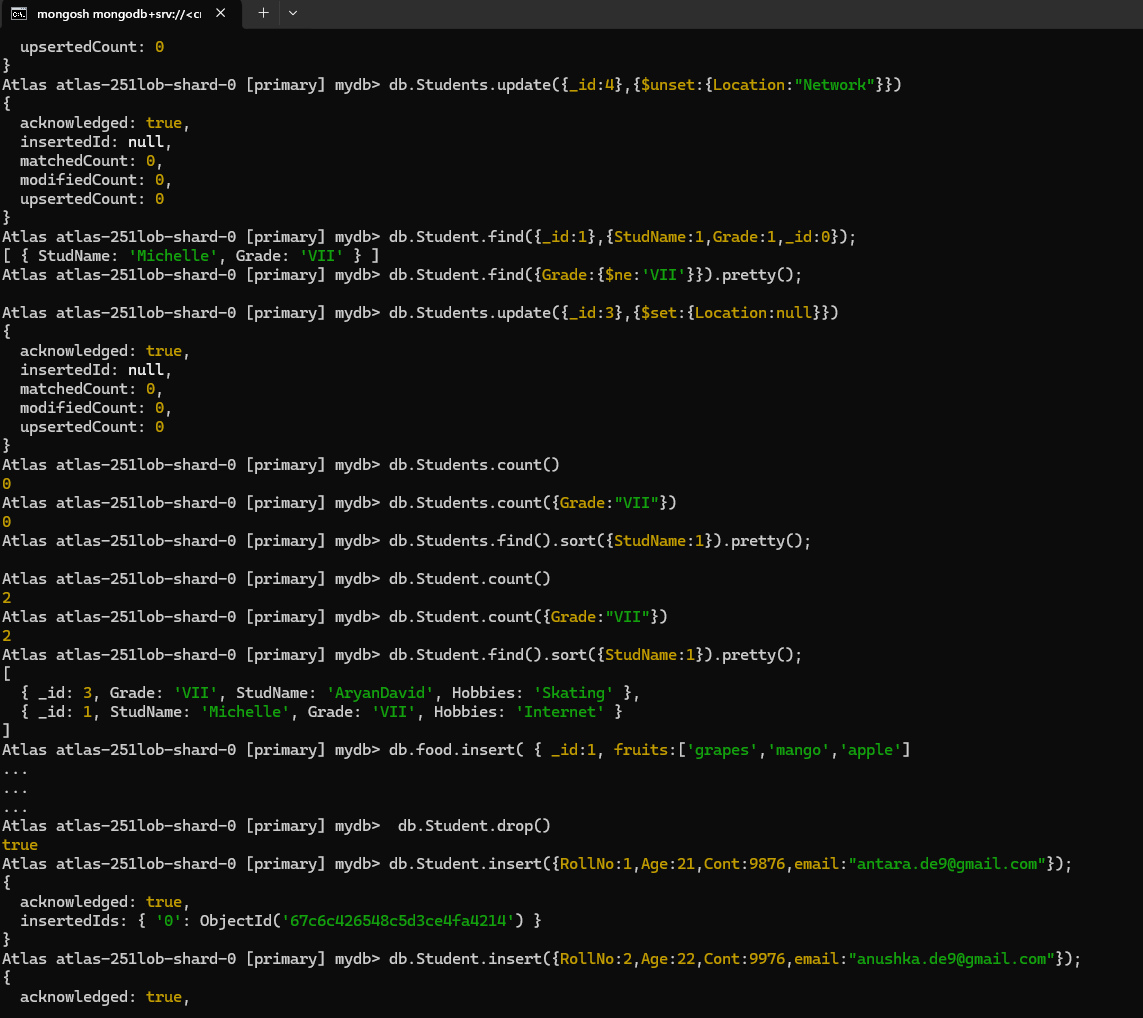 mongosh mongodb+srv://<cr
  upsertedCount: 0
}
Atlas atlas-251lob-shard-0 [primary] mydb> db.Students.update({_id:4},{$unset:{Location:"Network"}})
{
  acknowledged: true,
  insertedId: null,
  matchedCount: 0,
  modifiedCount: 0,
  upsertedCount: 0
}
Atlas atlas-251lob-shard-0 [primary] mydb> db.Student.find({_id:1},{StudName:1,Grade:1,_id:0});
[ { StudName: 'Michelle', Grade: 'VII' } ]
Atlas atlas-251lob-shard-0 [primary] mydb> db.Student.find({Grade:{$ne:'VII'}}).pretty();

Atlas atlas-251lob-shard-0 [primary] mydb> db.Students.update({_id:3},{$set:{Location:null}})
{
  acknowledged: true,
  insertedId: null,
  matchedCount: 0,
  modifiedCount: 0,
  upsertedCount: 0
}
Atlas atlas-251lob-shard-0 [primary] mydb> db.Students.count()
0
Atlas atlas-251lob-shard-0 [primary] mydb> db.Students.count({Grade:"VII"})
0
Atlas atlas-251lob-shard-0 [primary] mydb> db.Students.find().sort({StudName:1}).pretty();

Atlas atlas-251lob-shard-0 [primary] mydb> db.Student.count()
2
Atlas atlas-251lob-shard-0 [primary] mydb> db.Student.count({Grade:"VII"})
2
Atlas atlas-251lob-shard-0 [primary] mydb> db.Student.find().sort({StudName:1}).pretty();
[
  { _id: 3, Grade: 'VII', StudName: 'AryanDavid', Hobbies: 'Skating' },
  { _id: 1, StudName: 'Michelle', Grade: 'VII', Hobbies: 'Internet' }
]
Atlas atlas-251lob-shard-0 [primary] mydb> db.food.insert( { _id:1, fruits:['grapes','mango','apple']
...
...
...
Atlas atlas-251lob-shard-0 [primary] mydb>  db.Student.drop()
true
Atlas atlas-251lob-shard-0 [primary] mydb> db.Student.insert({RollNo:1,Age:21,Cont:9876,email:"antara.de9@gmail.com"});
{
  acknowledged: true,
  insertedIds: { '0': ObjectId('67c6c426548c5d3ce4fa4214') }
}
Atlas atlas-251lob-shard-0 [primary] mydb> db.Student.insert({RollNo:2,Age:22,Cont:9976,email:"anushka.de9@gmail.com"});
{
  acknowledged: true,